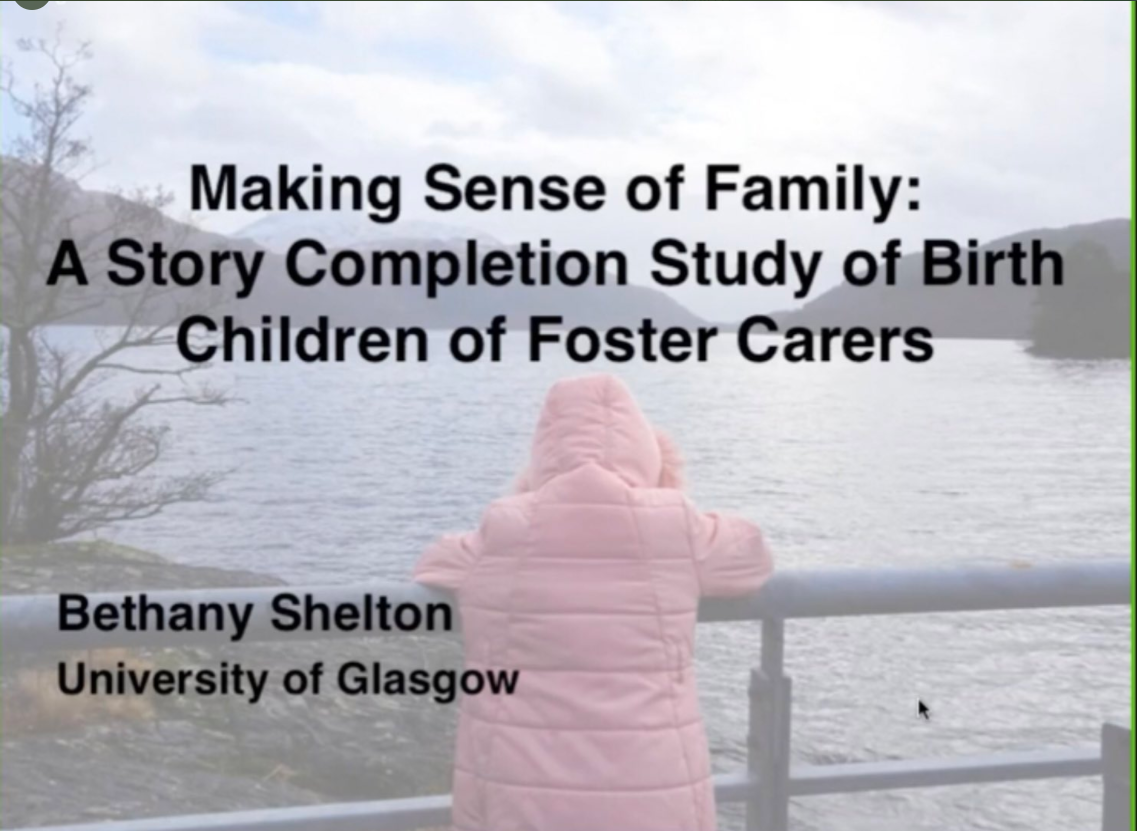 Making Sense of Family:
A Story Completion Study of Birth
Children of Foster Carers
Bethany Shelton
University of Glasgow